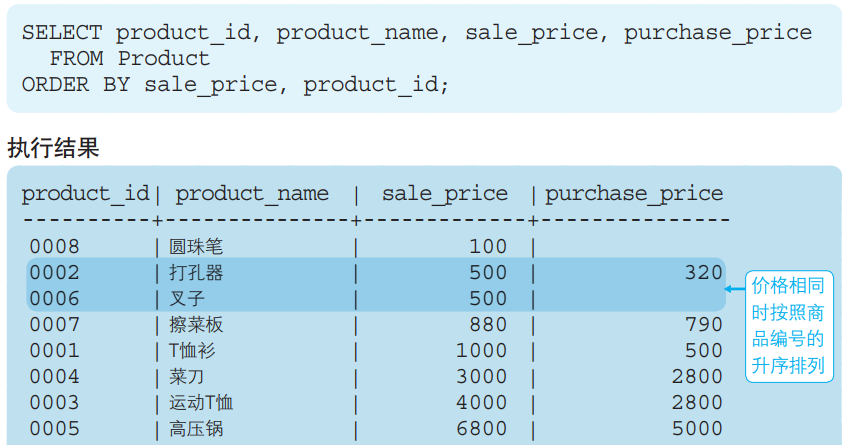 SELECT product_id, product_name, sale_price, purchase_price
FROM Product
ORDER BY sale_price, product_id;
执行结果
product_id| product_name | sale_price |purchase_price
----------+---------------+-------------+---------------
0008 |圆珠笔 | 100 |
0002 |打孔器 | 500 | 320
0006 |叉子 | 500 |
0007 |擦菜板 | 880 | 790
0001 |T恤衫 | 1000 | 500
0004 |菜刀 | 3000 | 2800
0003 |运动T恤 | 4000 | 2800
0005 |高压锅 | 6800 | 5000
价格相同
时按照商
品编号的
升序排列